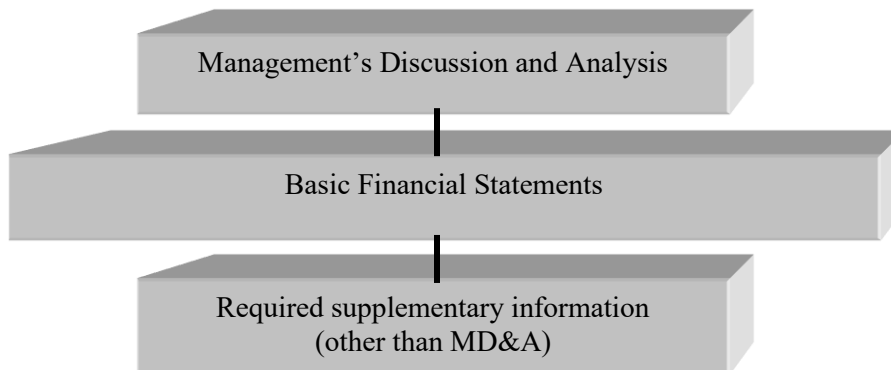 Management’s Discussion and Analysis
Basic Financial Statements
Required supplementary information
(other than MD&A)